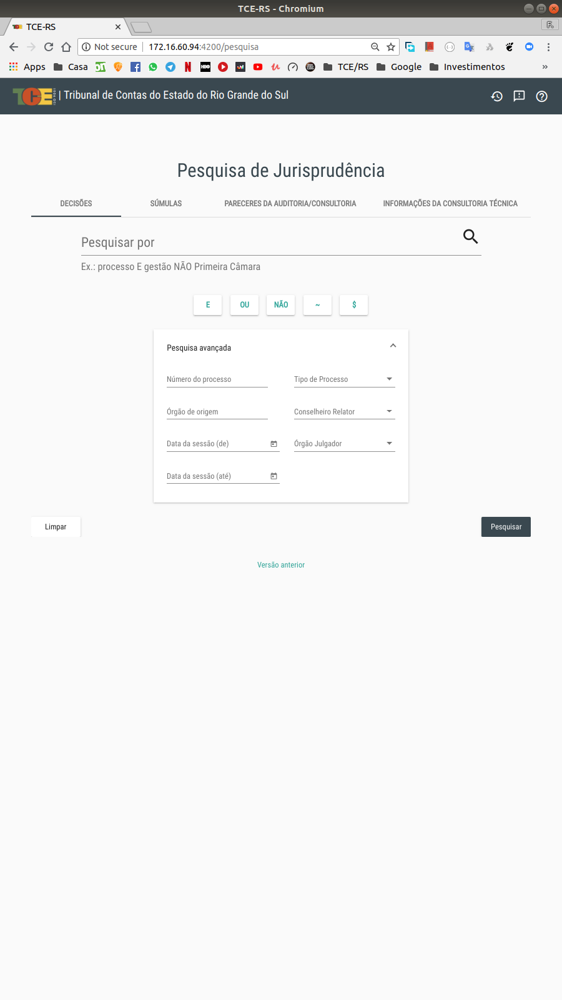 TCE-RS - Chromium
TCE-RS
F.
Not secure | 172.16.60.94:4200/pesquisa
Apps Casa HBO TCE/RS Google Investimentos »
TCE | Tribunal de Contas do Estado do Rio Grande do Sul
Pesquisa de Jurisprudência
DECISÕES SÚMULAS PARECERES DA AUDITORIA/CONSULTORIA INFORMAÇÕES DA CONSULTORIA TÉCNICA
Pesquisar por
Ex.: processo E gestão NÃO Primeira Câmara
E OU NÃO ~ $
Pesquisa avançada
Número do processo Tipo de Processo
Órgão de origem Conselheiro Relator
Data da sessão (de) Órgão Julgador
Data da sessão (até)
Limpar Pesquisar
Versão anterior